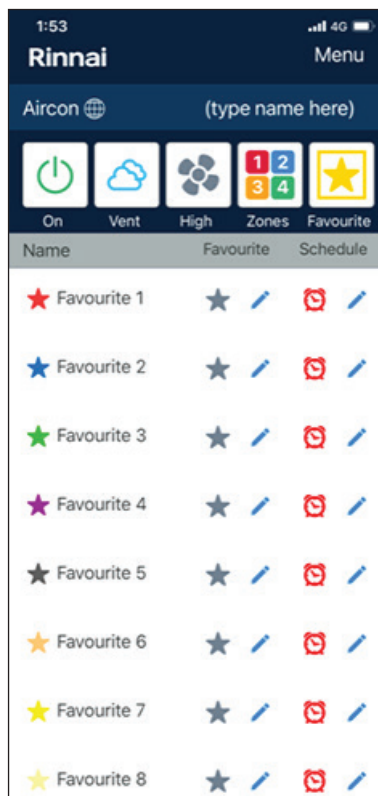 1:53 4G
Rinnai Menu
Aircon (type name here)
1 2
3 4
On Vent High Zones Favourite
Name Favourite Schedule
Favourite 1
Favourite 2
Favourite 3
Favourite 4
Favourite 5
Favourite 6
Favourite 7
Favourite 8